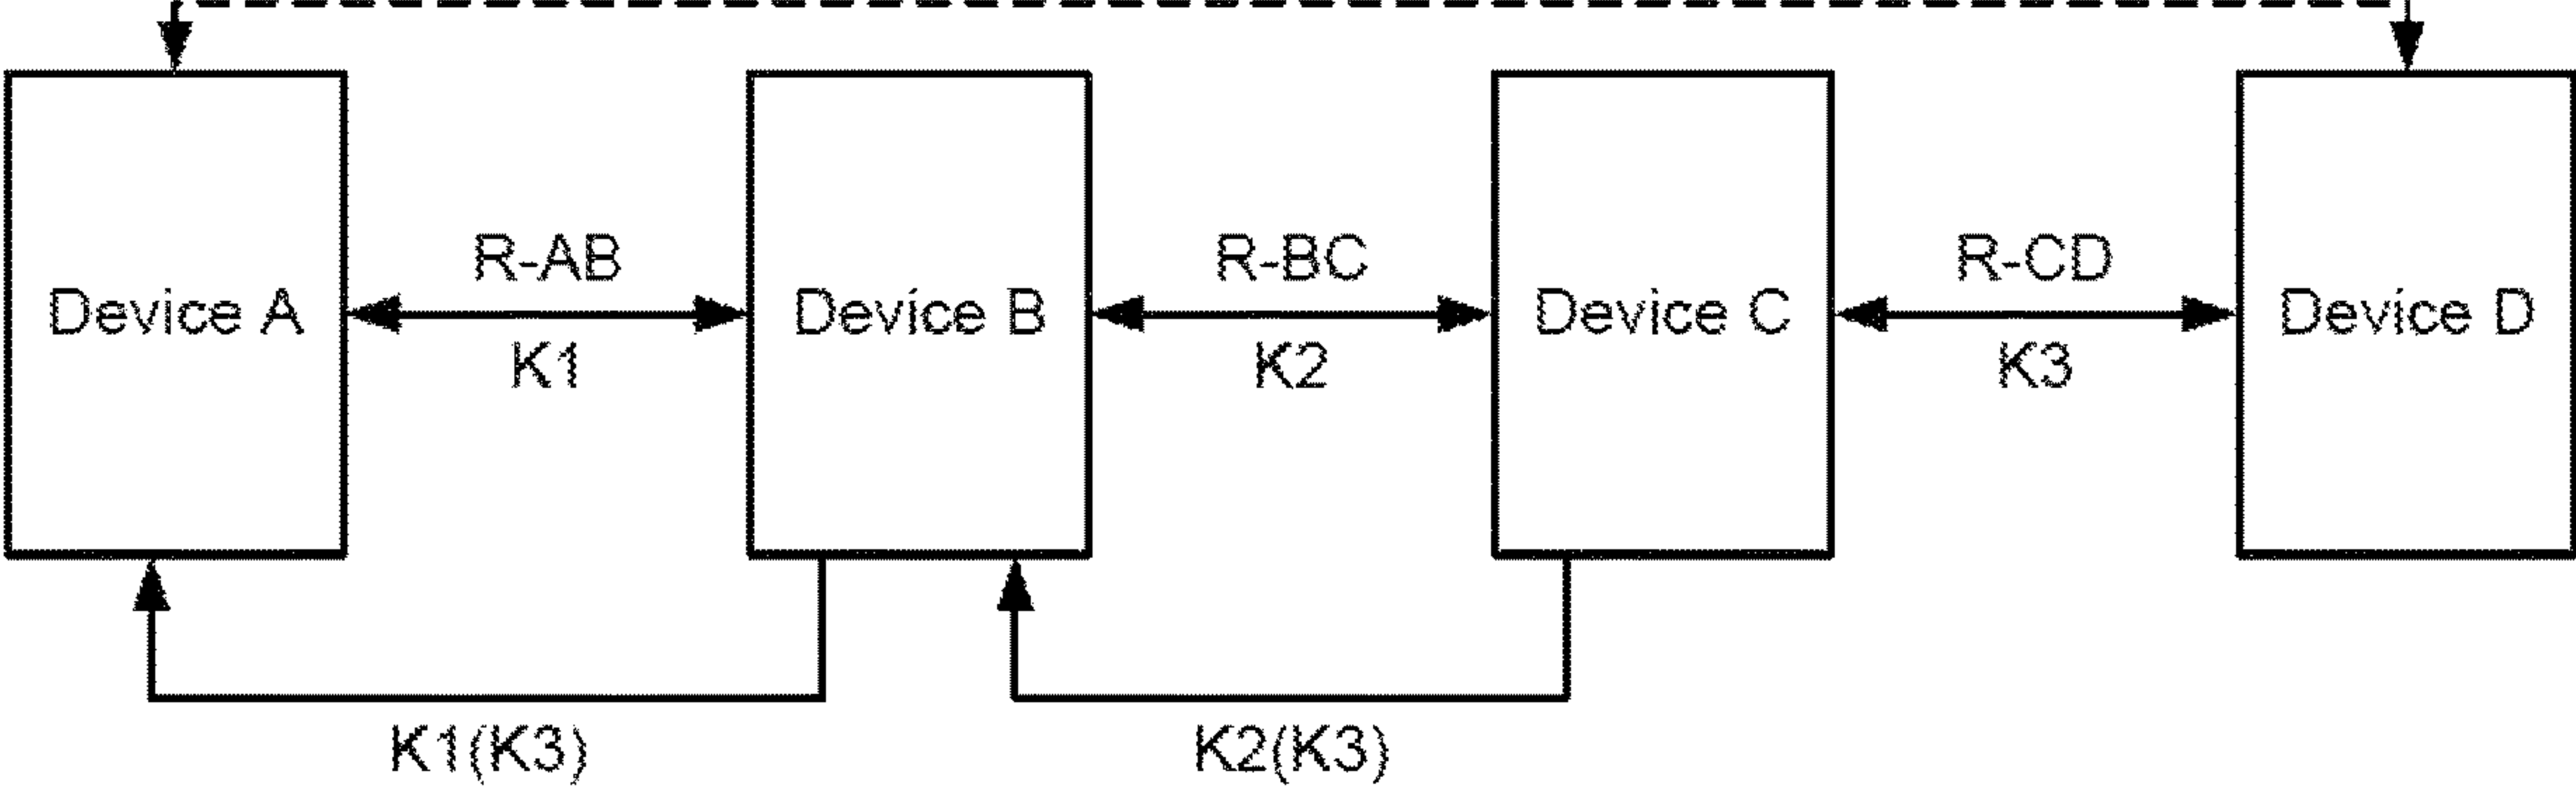 R-AB
R-BC
R-CD
Device A
Device B
Device C
Device D
K1
K2
K3
K1(K3)
K2(K3)